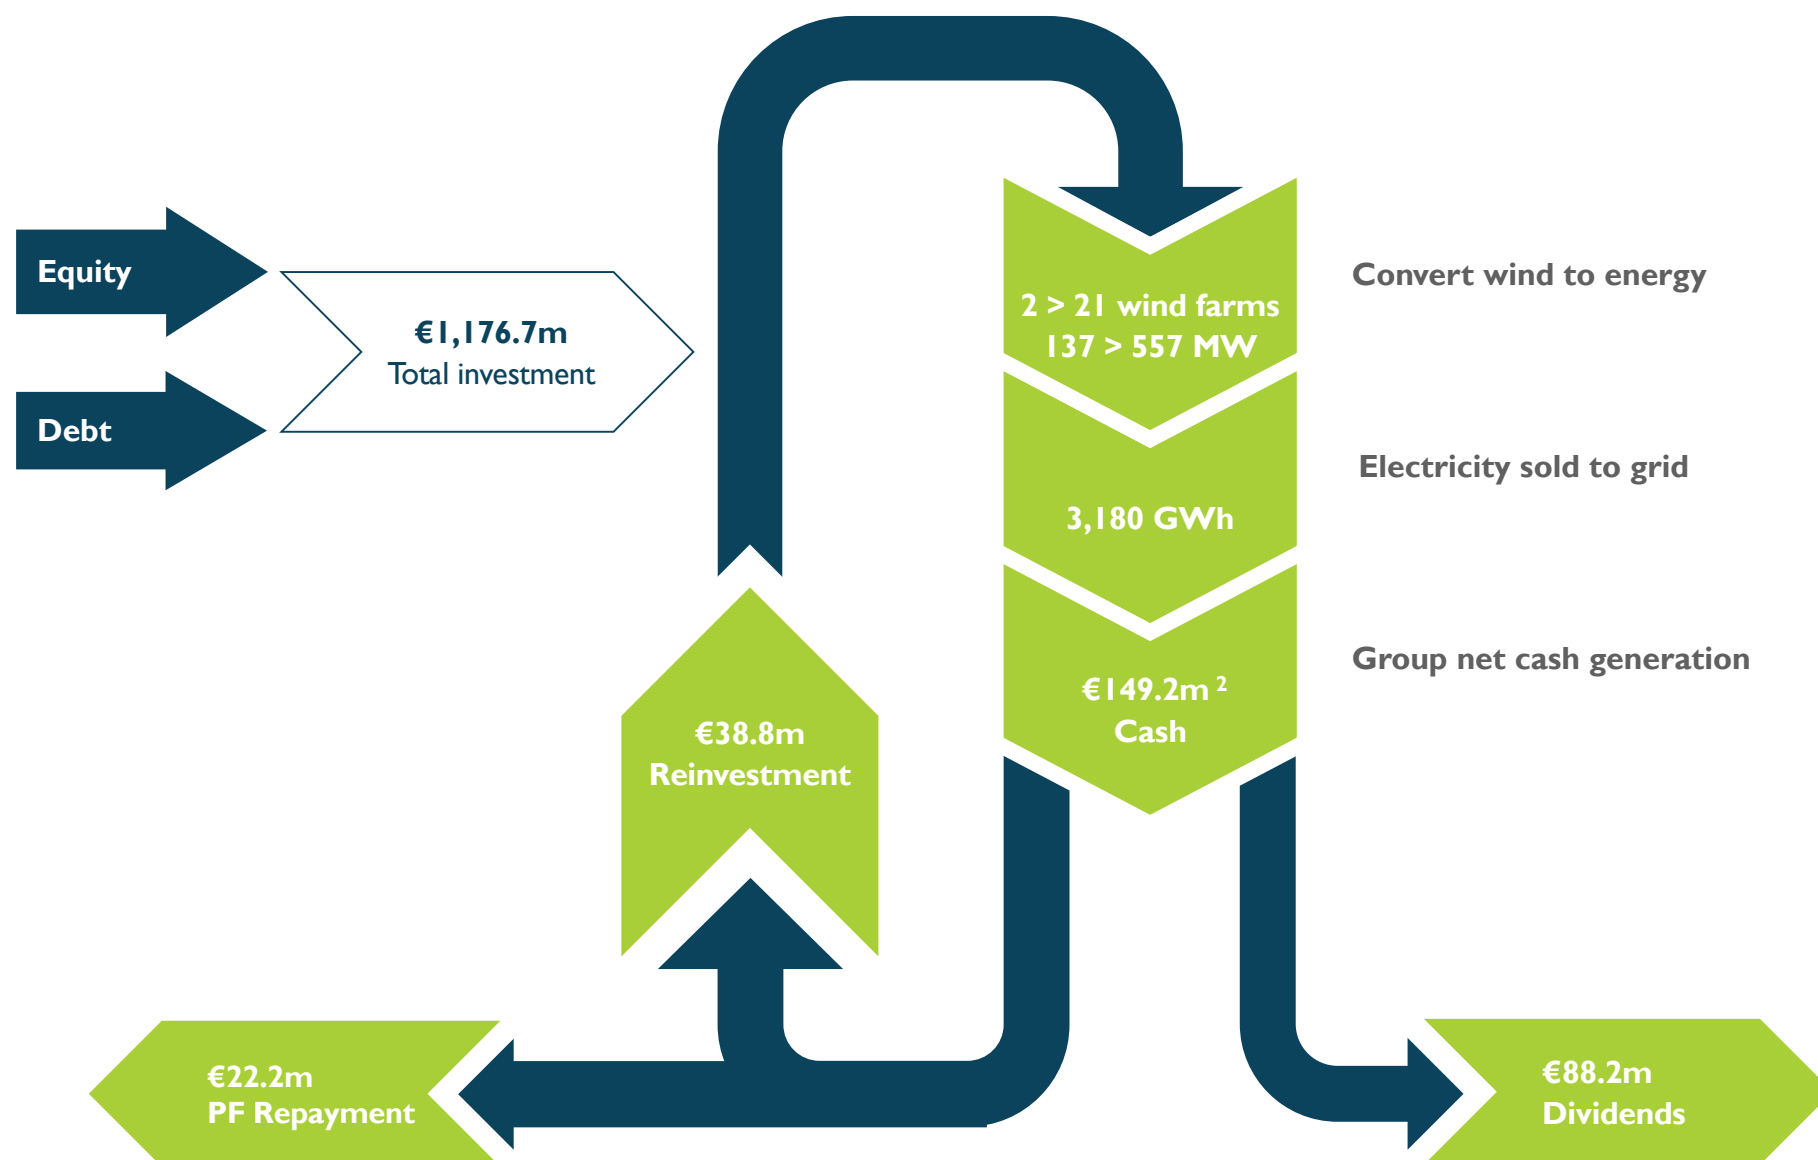 Equity
€1,176.7m
Total investment
Debt
2 > 21 wind farms
137 > 557 MW
Convert wind to energy
3,180 GWh
Electricity sold to grid
€149.2m 2
Cash
Group net cash generation
€38.8m
Reinvestment
€22.2m
PF Repayment
€88.2m
Dividends